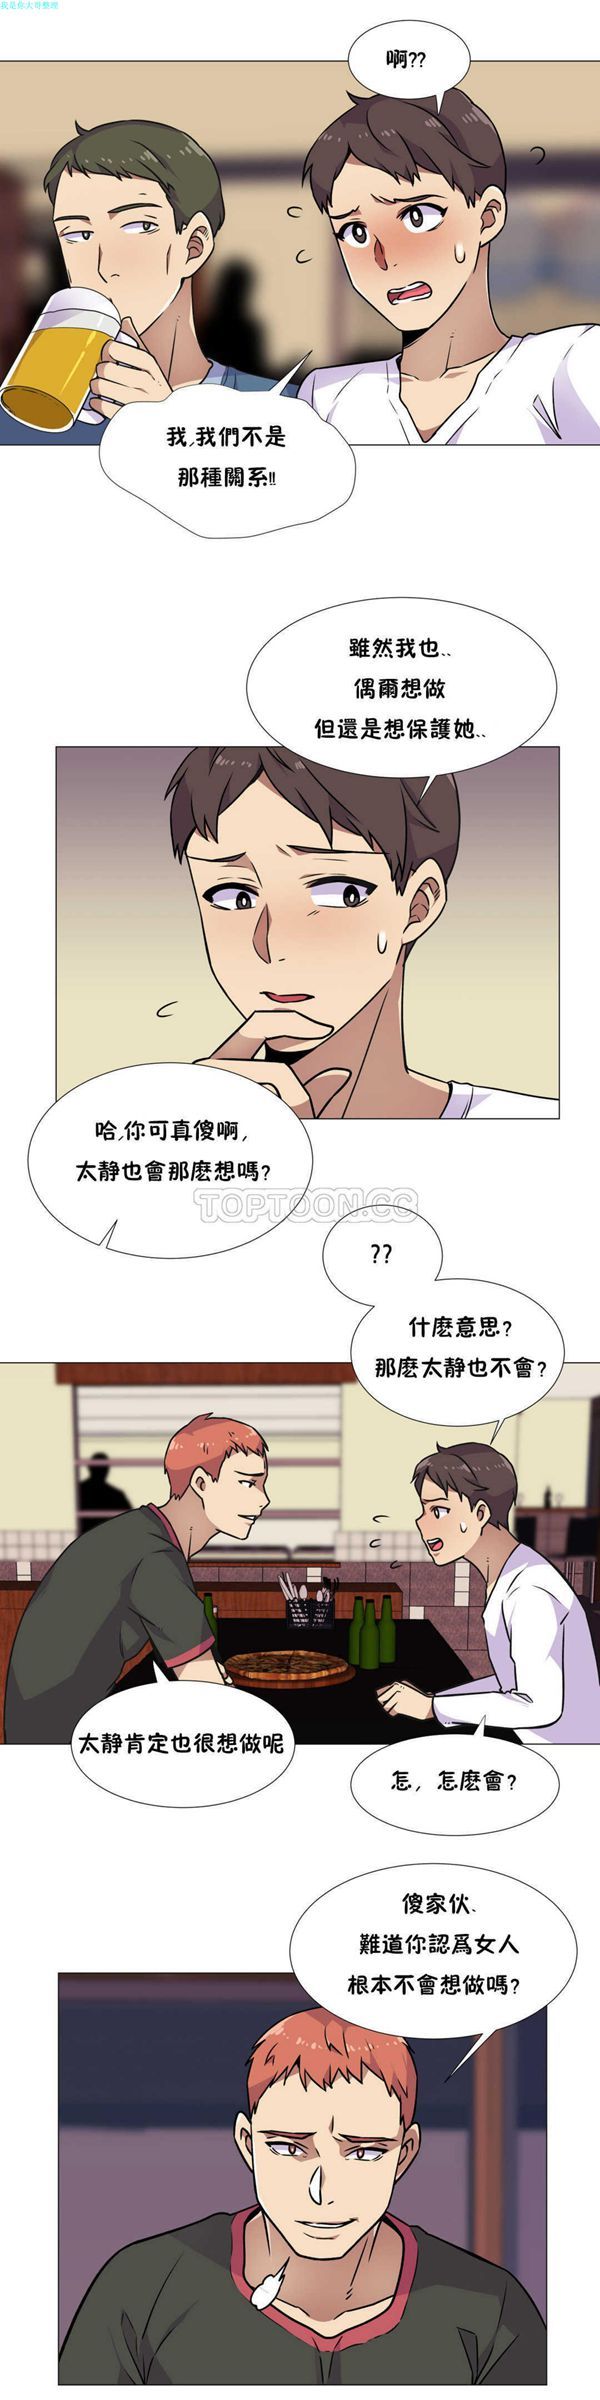 我是你大哥整理
啊??
我,我們不是
那種關系!!
雖然我也..
偶爾想做
但還是想保護她..
哈,你可真傻啊,
太静也會那麽想嗎?
TOPTOON.CC
??
什麽意思?
那麽太静也不會?
太静肯定也很想做呢
怎，怎麽會?
傻家伙.
難道你認爲女人
根本不會想做嗎?